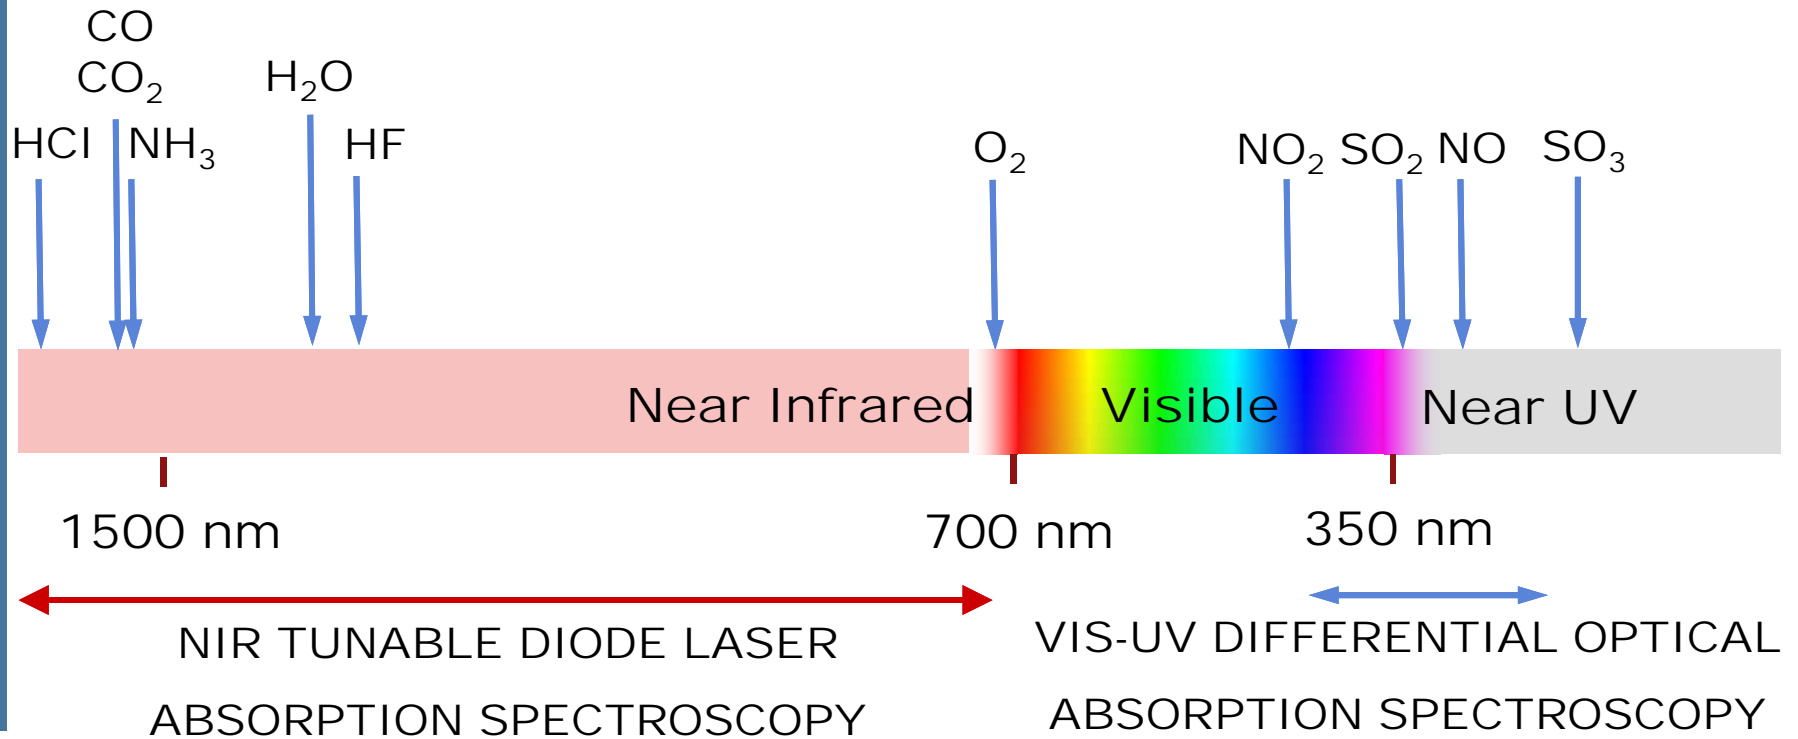 CO
CO₂
H₂O
HCl
NH₃
HF
O₂
NO₂
SO₂
NO
SO₃
Near Infrared
Visible
Near UV
1500 nm
700 nm
350 nm
NIR TUNABLE DIODE LASER
ABSORPTION SPECTROSCOPY
VIS-UV DIFFERENTIAL OPTICAL
ABSORPTION SPECTROSCOPY